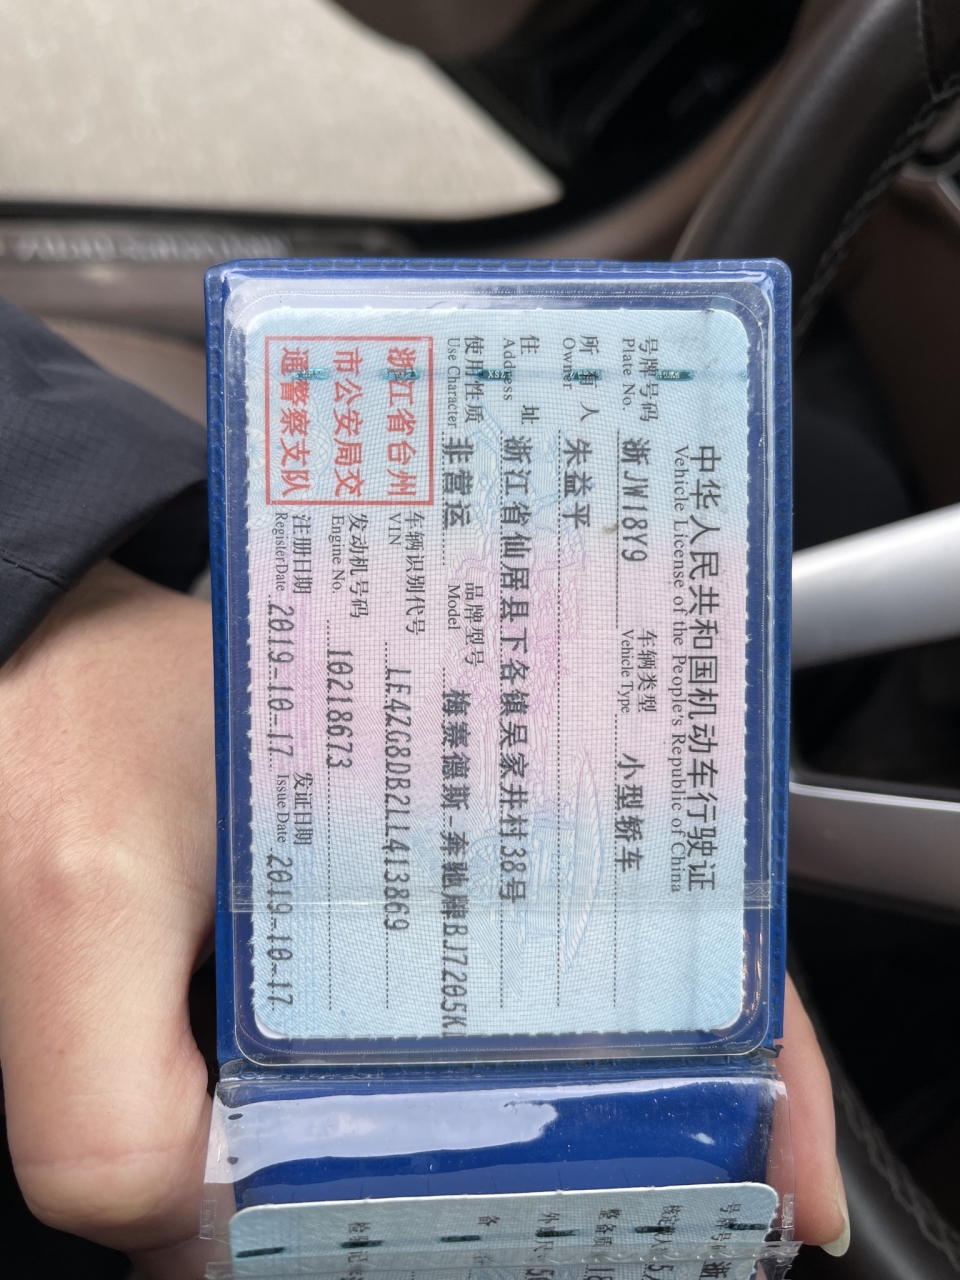 中华人民共和国机动车行驶证
Vehicle License of the People's Republic of China
号牌号码 浙JW18Y9 车辆类型 小型轿车
Plate No. Vehicle Type
所有人 朱益平
Owner
住址 浙江省仙居县下各镇吴家井村38号
Address
使用性质 非营运 品牌型号 梅赛德斯-奔驰牌BJ7205K
Use Character Model
浙江省台州
市公安局交
通警察支队
车辆识别代号 LE4ZG8DB2LL413869
VIN
发动机号码 10218673
Engine No.
注册日期 2019-10-17 发证日期 2019-10-17
Register Date Issue Date
号牌号码